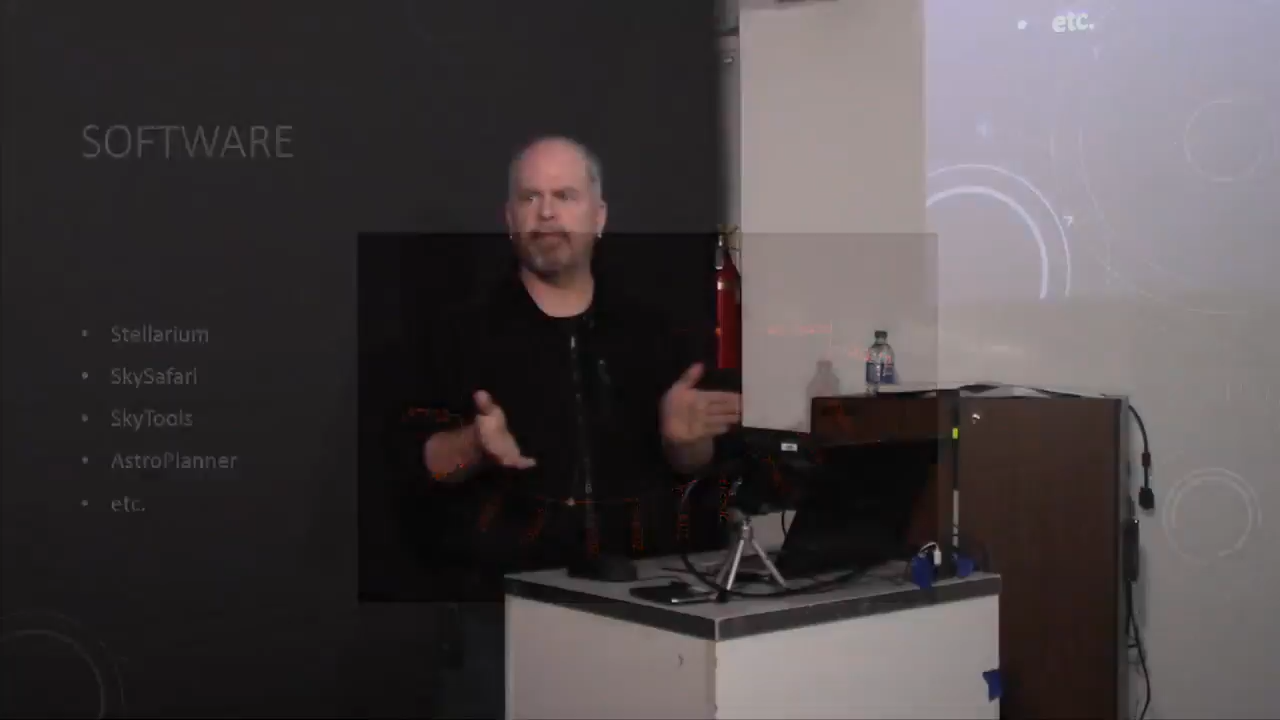 etc.
SOFTWARE
• Stellarium
• SkySafari
• SkyTools
• AstroPlanner
• etc.